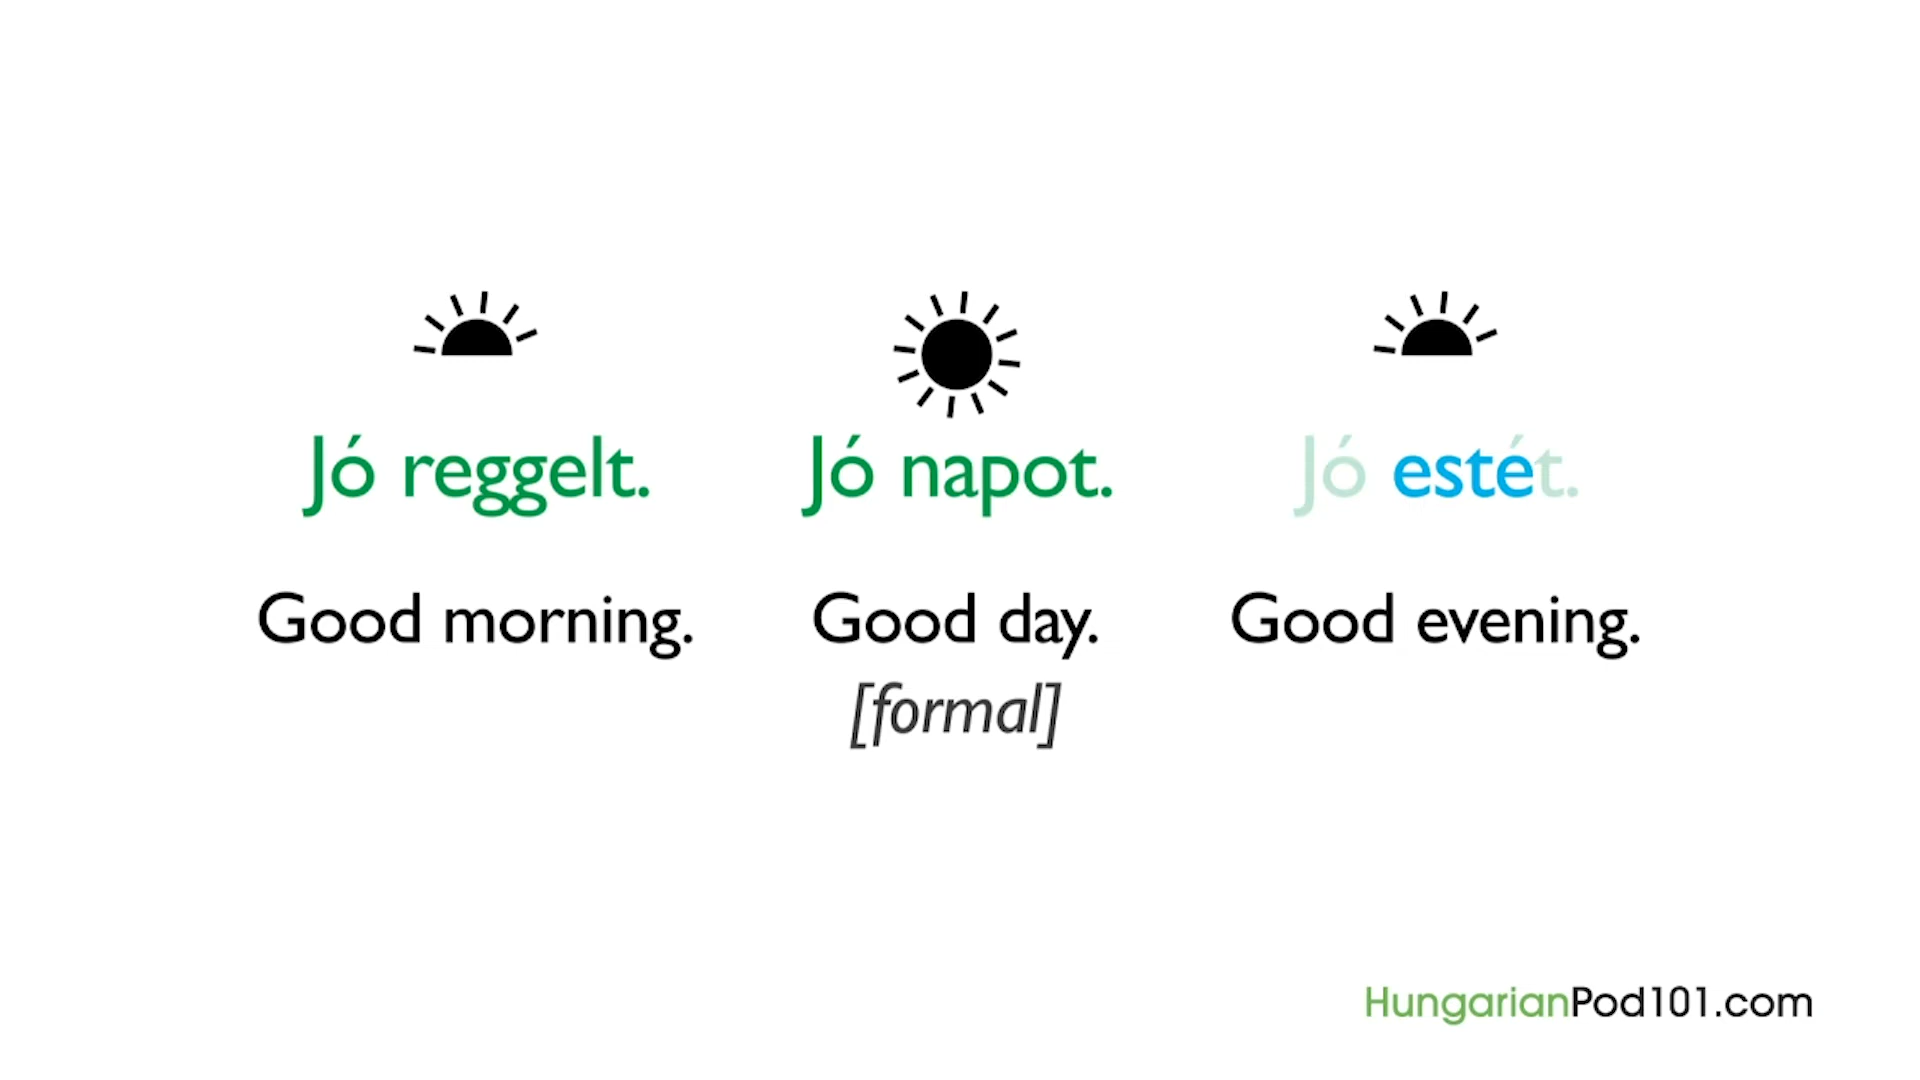 Jó reggelt.
Good morning.
Jó napot.
Good day.
[formal]
Jó estét.
Good evening.
HungarianPod101.com